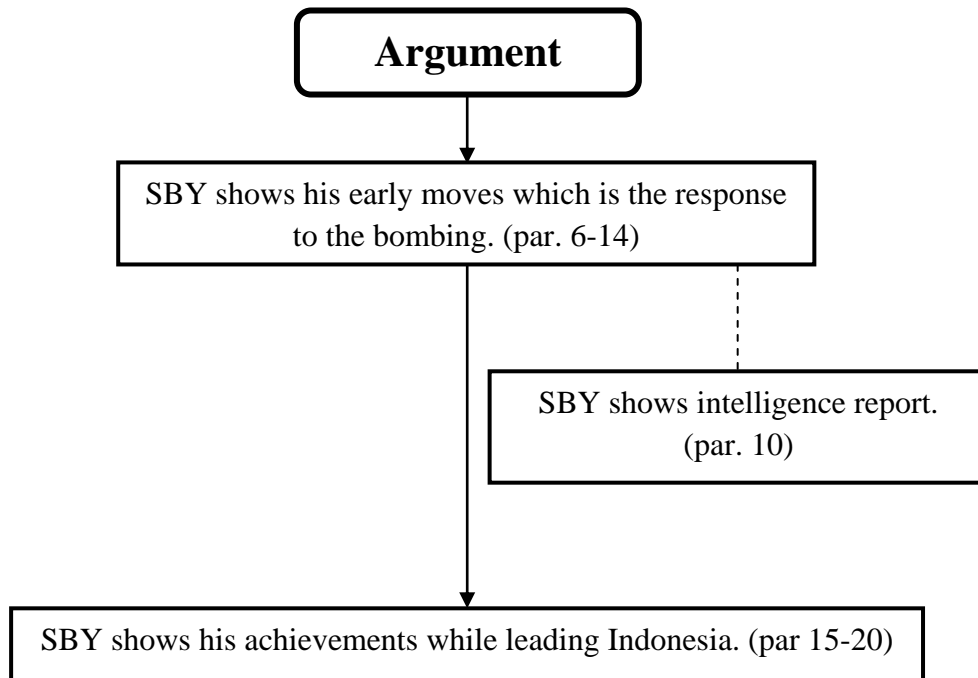 Argument
SBY shows his early moves which is the response
to the bombing. (par. 6-14)
SBY shows intelligence report.
(par. 10)
SBY shows his achievements while leading Indonesia. (par 15-20)